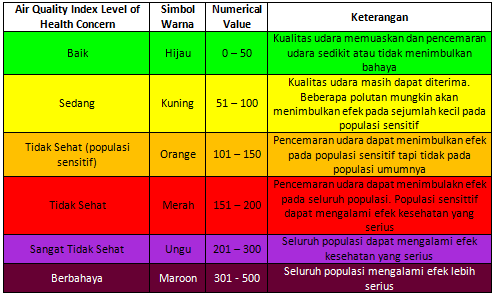 Air Quality Index Level of
Health Concern
Simbol
Warna
Numerical
Value
Keterangan
Baik
Hijau
0 – 50
Kualitas udara memuaskan dan pencemaran
udara sedikit atau tidak menimbulkan
bahaya
Sedang
Kuning
51 – 100
Kualitas udara masih dapat diterima.
Beberapa polutan mungkin akan
menimbulkan efek pada sejumlah kecil pada
populasi sensitif
Tidak Sehat (populasi
sensitif)
Orange
101 – 150
Pencemaran udara dapat menimbulkan efek
pada populasi sensitif tapi tidak pada
populasi umumnya
Tidak Sehat
Merah
151 – 200
Pencemaran udara dapat menimbulakn efek
pada seluruh populasi. Populasi sensittif
dapat mengalami efek kesehatan yang
serius
Sangat Tidak Sehat
Ungu
201 – 300
Seluruh populasi dapat mengalami efek
kesehatan yang serius
Berbahaya
Maroon
301 - 500
Seluruh populasi mengalami efek lebih
serius